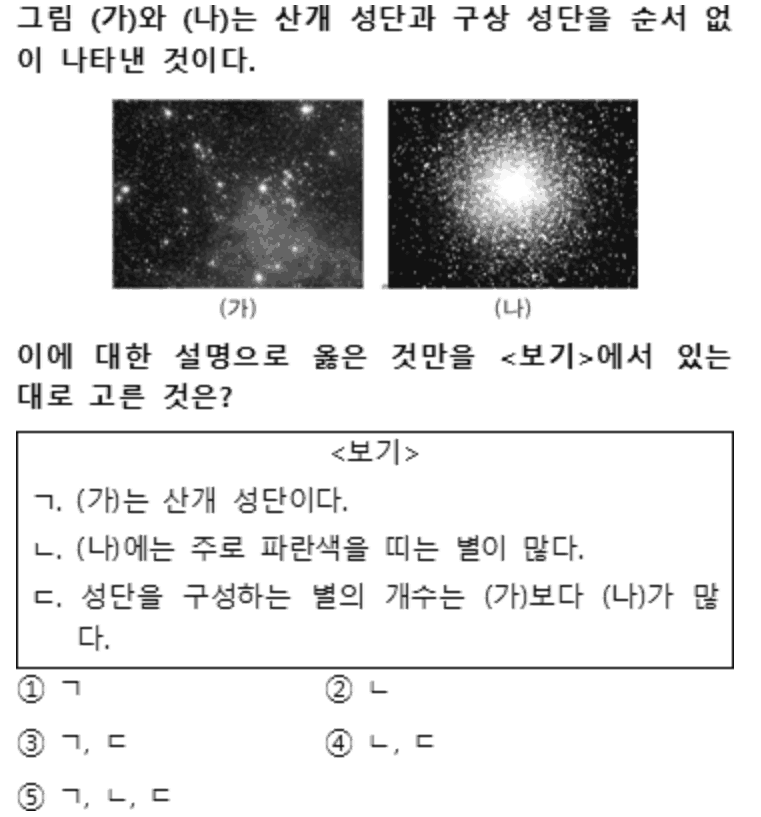 그림 (가)와 (나)는 산개 성단과 구상 성단을 순서 없
이 나타낸 것이다.
(가) (나)
이에 대한 설명으로 옳은 것만을 <보기>에서 있는
대로 고른 것은?
<보기>
ㄱ. (가)는 산개 성단이다.
ㄴ. (나)에는 주로 파란색을 띠는 별이 많다.
ㄷ. 성단을 구성하는 별의 개수는 (가)보다 (나)가 많
다.
① ㄱ ② ㄴ
③ ㄱ, ㄷ ④ ㄴ, ㄷ
⑤ ㄱ, ㄴ, ㄷ